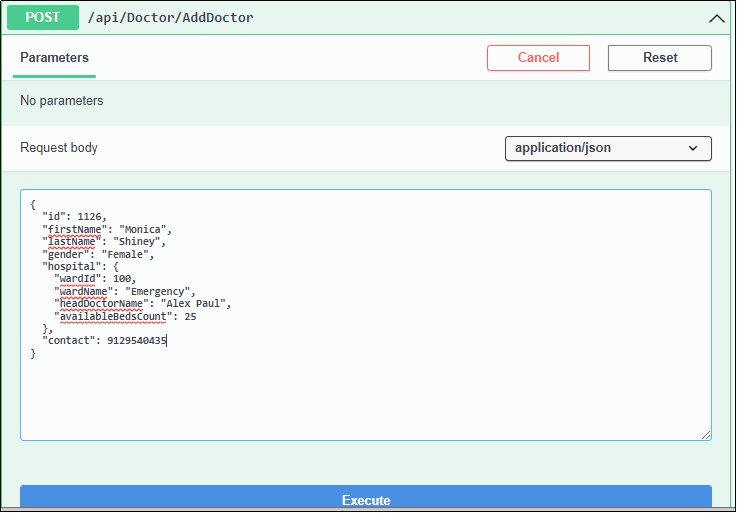 POST /api/Doctor/AddDoctor
Parameters Cancel Reset
No parameters
Request body application/json
{
  "id": 1126,
  "firstName": "Monica",
  "lastName": "Shiney",
  "gender": "Female",
  "hospital": {
    "wardId": 100,
    "wardName": "Emergency",
    "headDoctorName": "Alex Paul",
    "availableBedsCount": 25
  },
  "contact": 9129540435
}
Execute